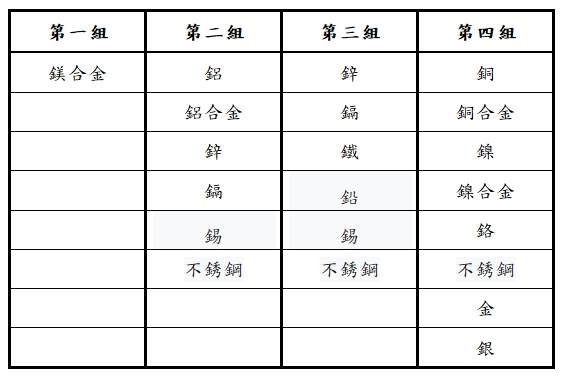 第一組 第二組 第三組 第四組
鎂合金 鋁 鋅 銅
鋁合金 鎘 銅合金
鋅 鐵 鎳
鎘 鉛 鎳合金
錫 錫 鉻
不銹鋼 不銹鋼 不銹鋼
金
銀